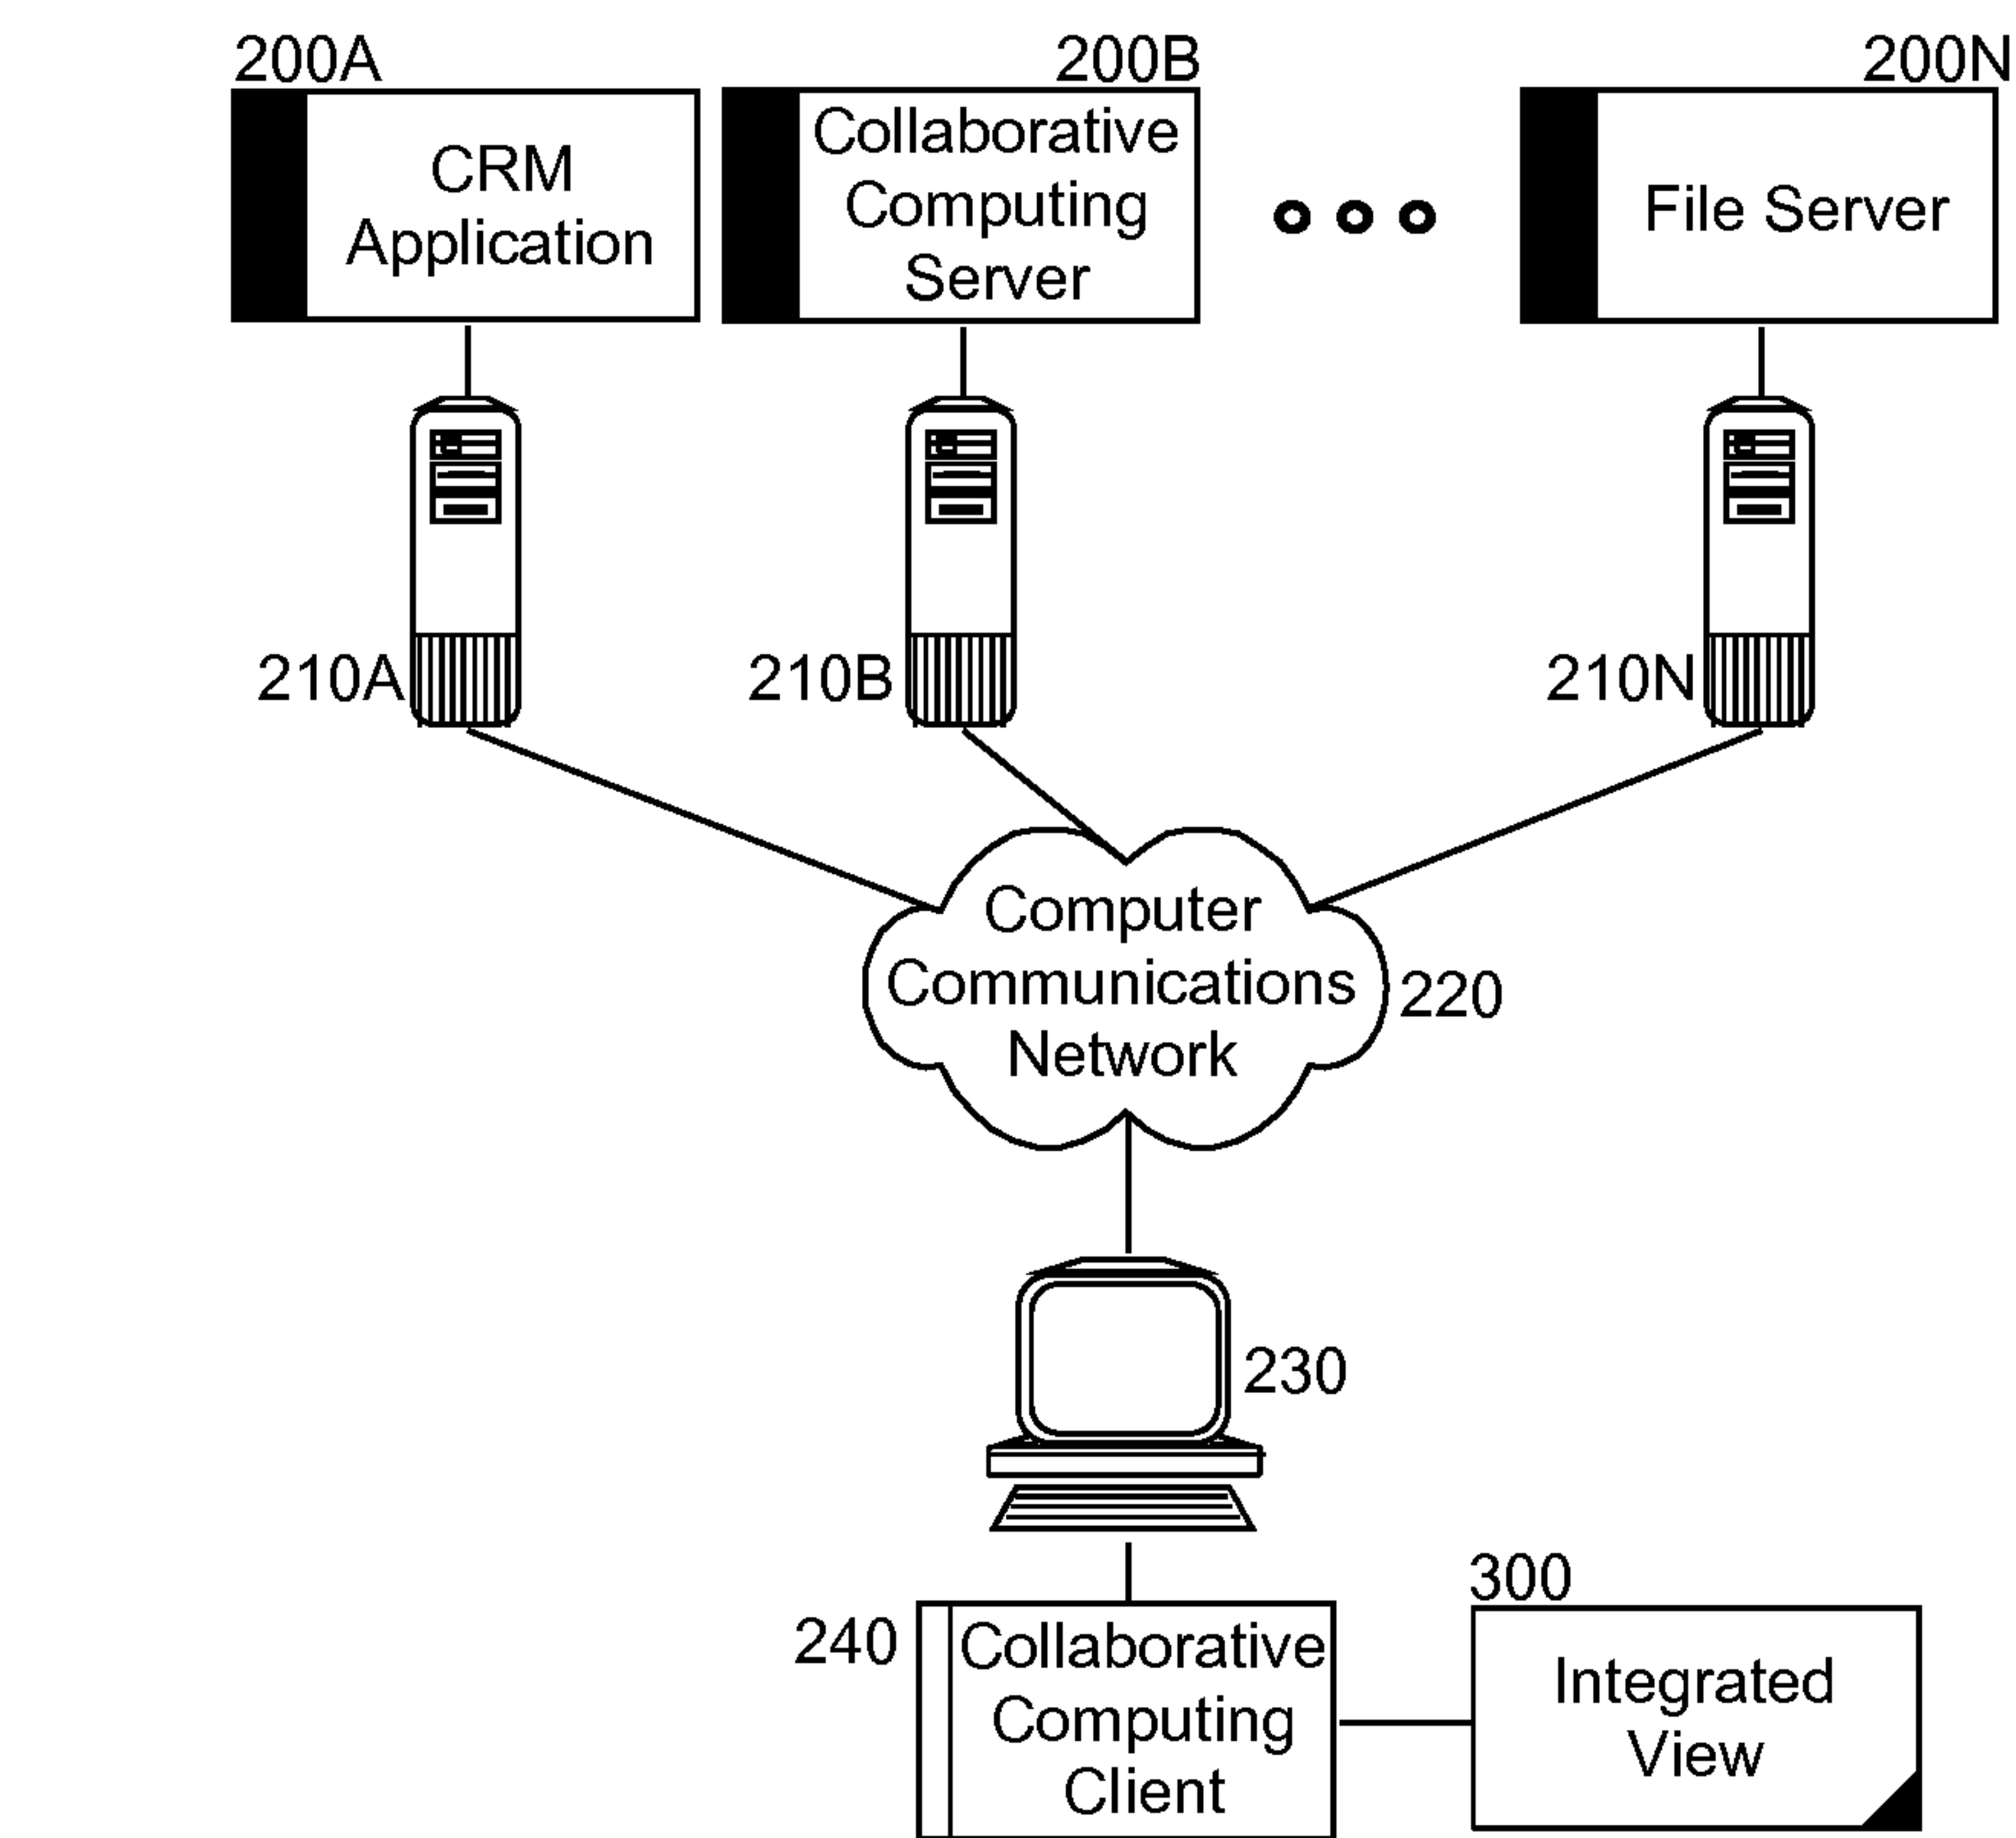 200A
200B
200N
CRM
Application
Collaborative
Computing
Server
File Server
210A
210B
210N
Computer
Communications
Network
220
230
240
Collaborative
Computing
Client
300
Integrated
View